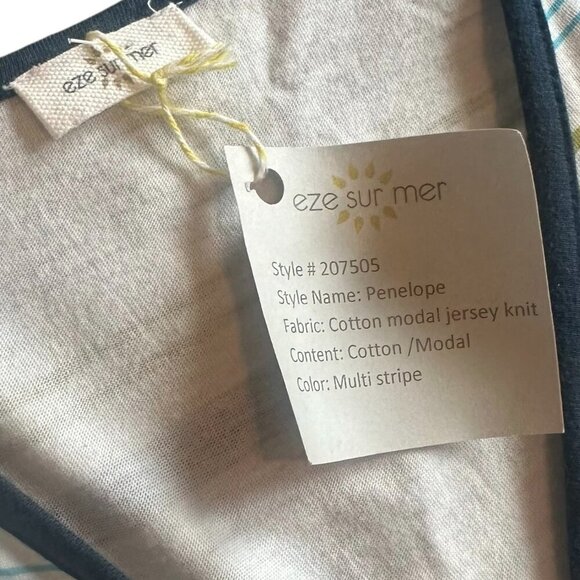 eze sur mer
eze sur mer
Style # 207505
Style Name: Penelope
Fabric: Cotton modal jersey knit
Content: Cotton /Modal
Color: Multi stripe